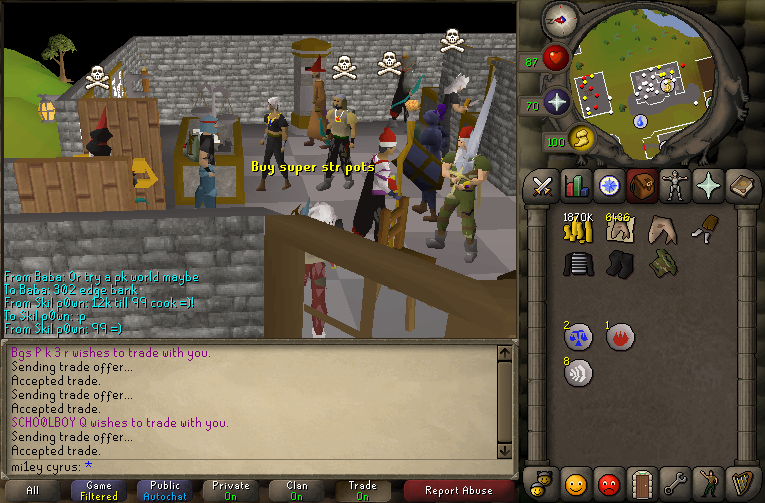 87
70
100
Buy super str pots
1870K
From Baba: Or try a pk world maybe
To Baba: 302 edge bank
From Skil p0wn: 12k till 99 cook =)!
To Skil p0wn: :p
From Skil p0wn: 99 =)
2
1
8
Bgs P k 3 r wishes to trade with you.
Sending trade offer...
Accepted trade.
Sending trade offer...
Accepted trade.
SCHOOLBOY Q wishes to trade with you.
Sending trade offer...
Accepted trade.
mi1ey cyrus: *
All
Game
Filtered
Public
Autochat
Private
On
Clan
On
Trade
On
Report Abuse